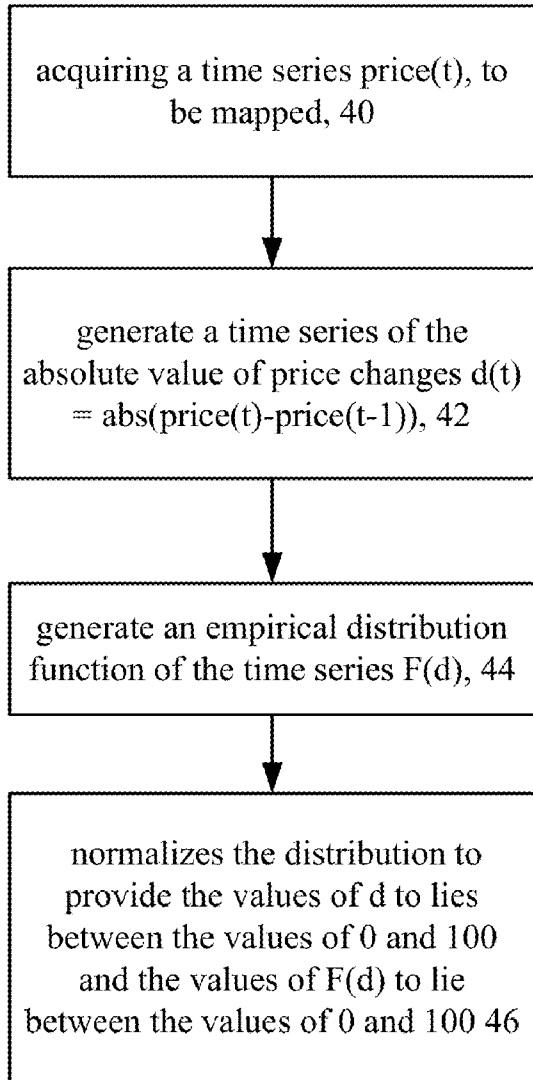 acquiring a time series price(t), to
be mapped, 40
generate a time series of the
absolute value of price changes d(t)
= abs(price(t)-price(t-1)), 42
generate an empirical distribution
function of the time series F(d), 44
normalizes the distribution to
provide the values of d to lies
between the values of 0 and 100
and the values of F(d) to lie
between the values of 0 and 100 46